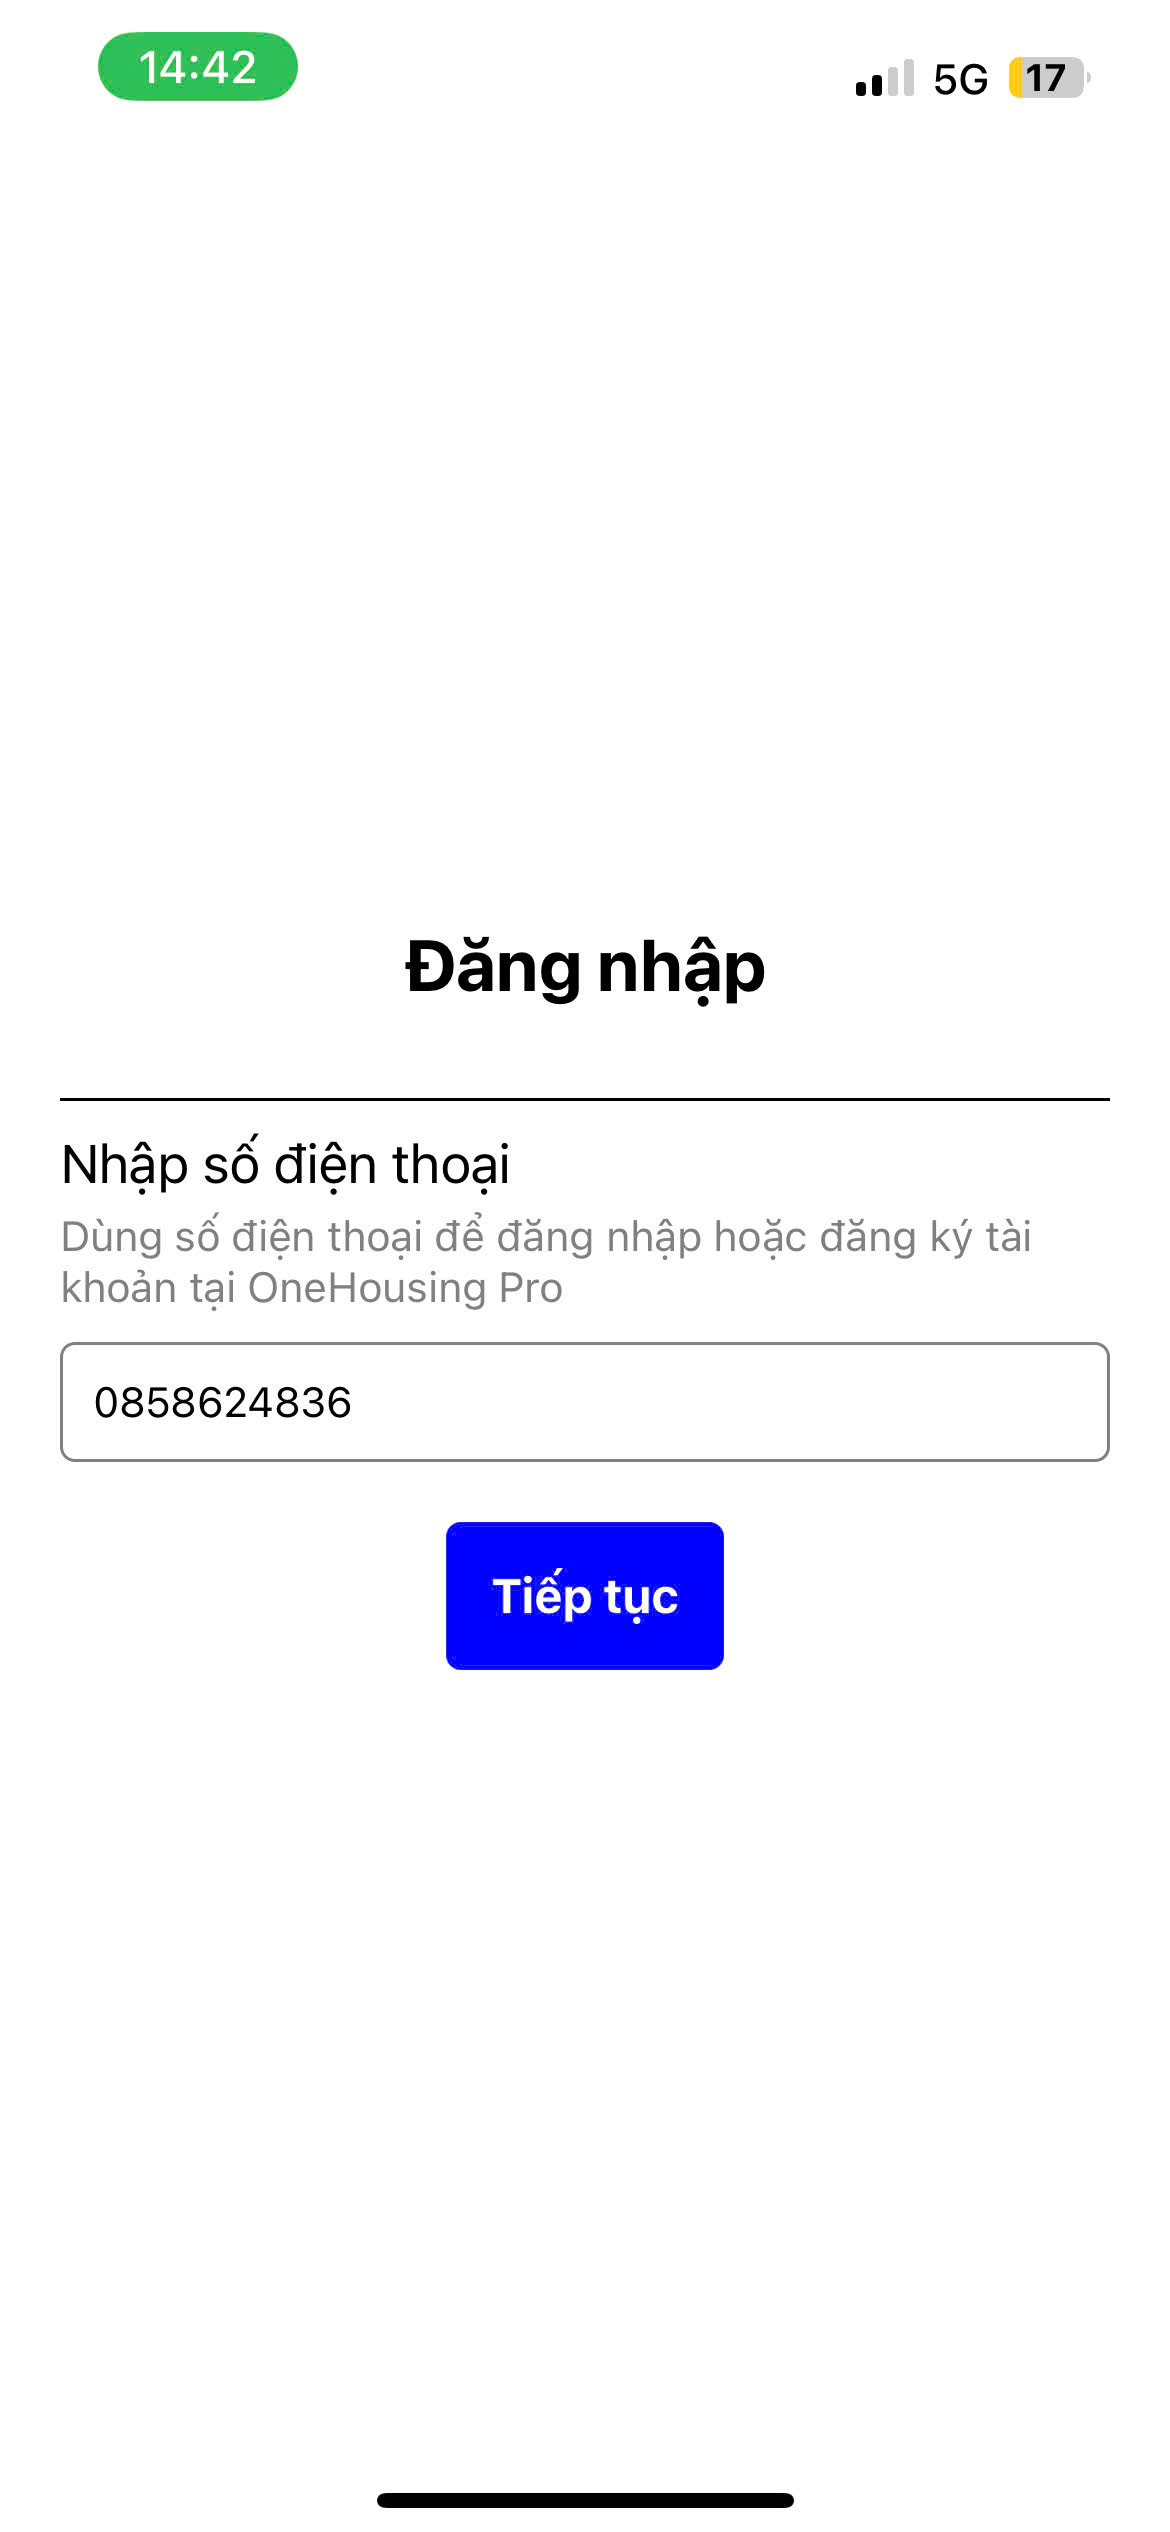 14:42
5G 17
Đăng nhập
Nhập số điện thoại
Dùng số điện thoại để đăng nhập hoặc đăng ký tài
khoản tại OneHousing Pro
0858624836
Tiếp tục